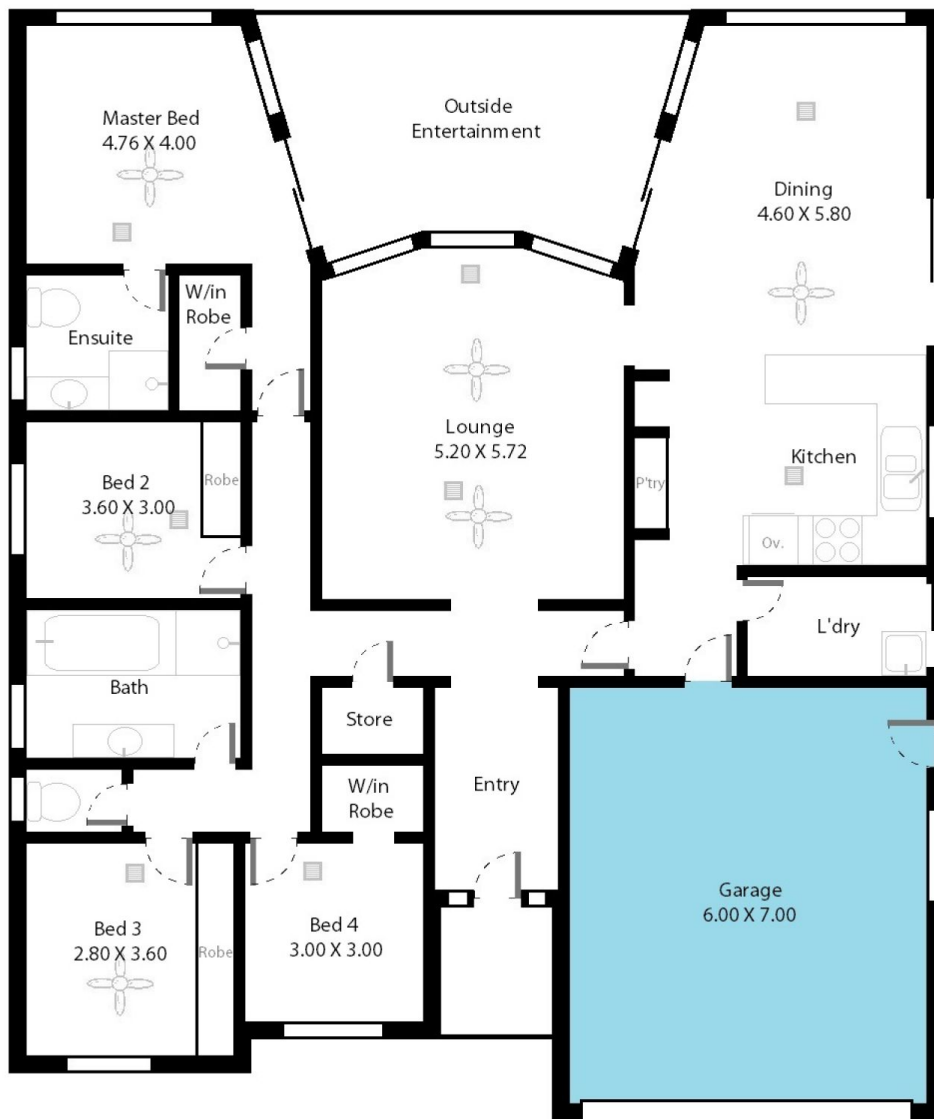 Master Bed
4.76 X 4.00
Outside
Entertainment
Dining
4.60 X 5.80
Ensuite
W/in
Robe
Lounge
5.20 X 5.72
Kitchen
P'try
Ov.
Bed 2
3.60 X 3.00
Robe
L'dry
Bath
Store
W/in
Robe
Entry
Garage
6.00 X 7.00
Bed 3
2.80 X 3.60
Robe
Bed 4
3.00 X 3.00